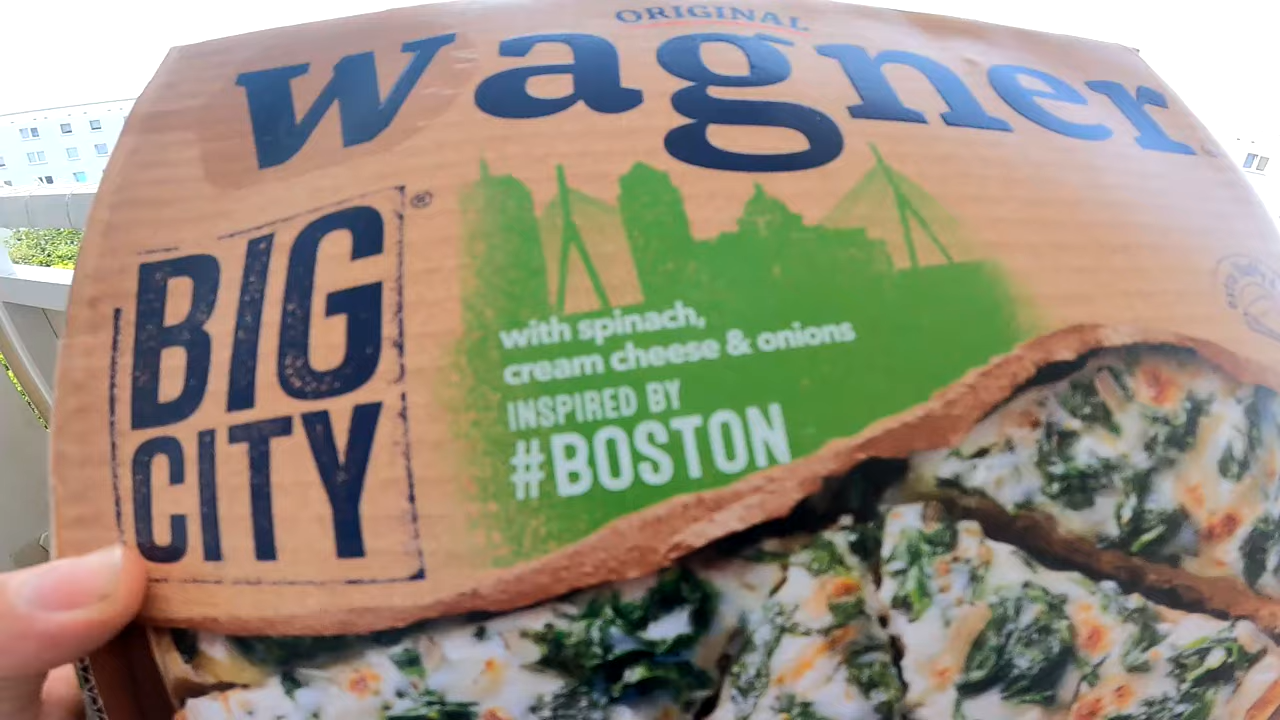 ORIGINAL
wagner
BIG
CITY
®
with spinach,
cream cheese & onions
INSPIRED BY
#BOSTON